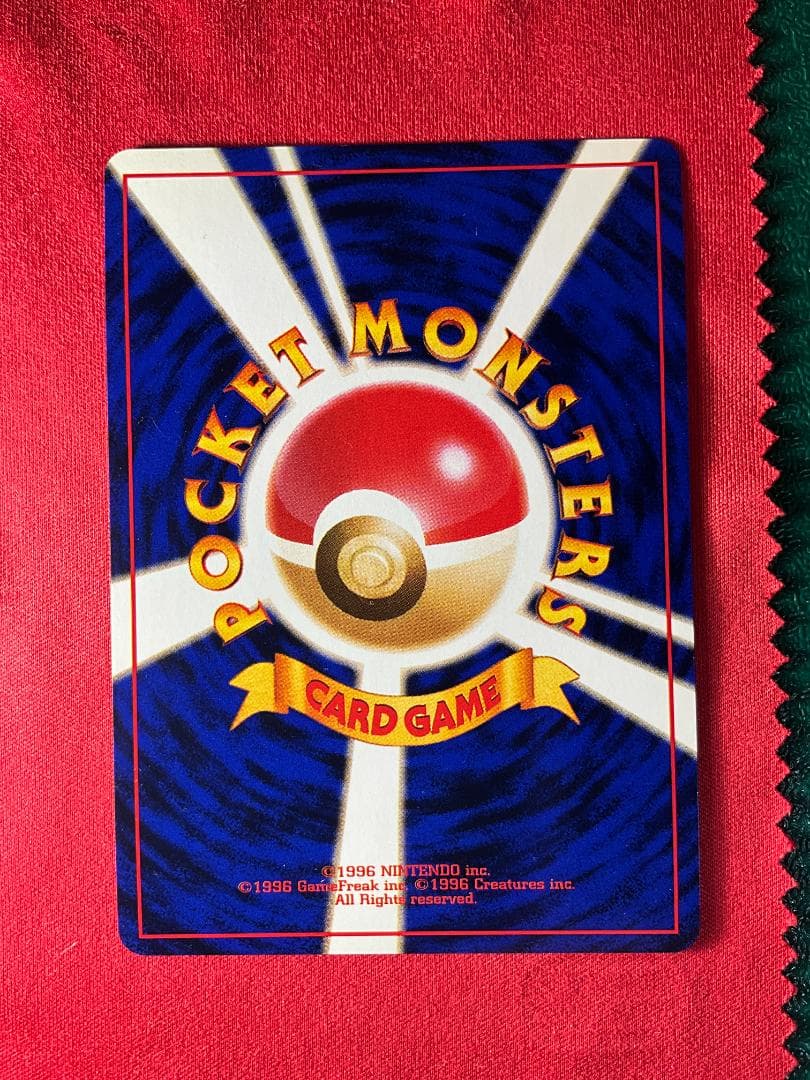 POCKET MONSTERS
CARD GAME
©1996 NINTENDO inc.
©1996 GameFreak inc. ©1996 Creatures inc.
All Rights reserved.